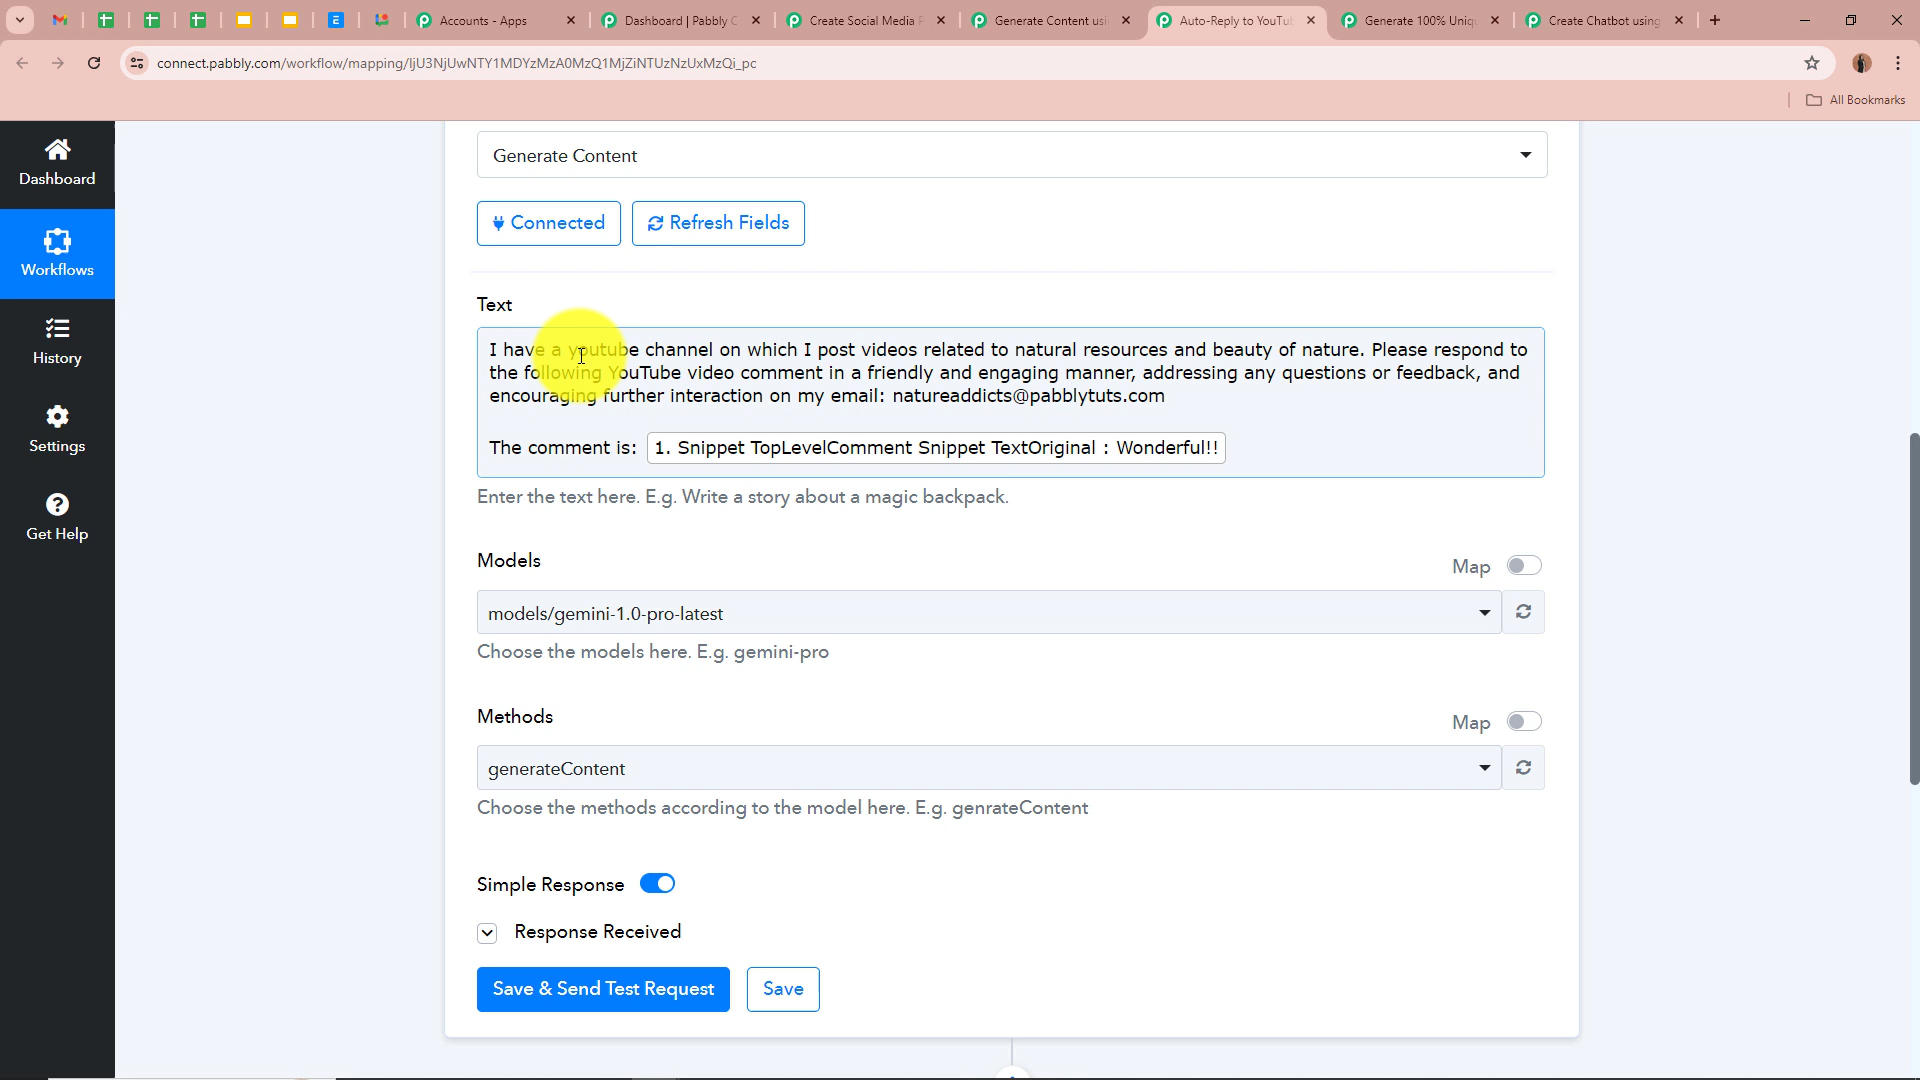 Accounts - Apps
Dashboard | Pabbly C
Create Social Media P
Generate Content usi
Auto-Reply to YouTub
Generate 100% Uniqu
Create Chatbot using
connect.pabbly.com/workflow/mapping/IjU3NjUwNTY1MDYzMzA0MzQ1MjZiNTUzNzUxMzQi_pc
All Bookmarks
Dashboard
Workflows
History
Settings
Get Help
Generate Content
Connected
Refresh Fields
Text
I have a youtube channel on which I post videos related to natural resources and beauty of nature. Please respond to
the following YouTube video comment in a friendly and engaging manner, addressing any questions or feedback, and
encouraging further interaction on my email: natureaddicts@pabblytuts.com
The comment is: 1. Snippet TopLevelComment Snippet TextOriginal : Wonderful!!
Enter the text here. E.g. Write a story about a magic backpack.
Models
Map
models/gemini-1.0-pro-latest
Choose the models here. E.g. gemini-pro
Methods
Map
generateContent
Choose the methods according to the model here. E.g. genrateContent
Simple Response
Response Received
Save & Send Test Request
Save